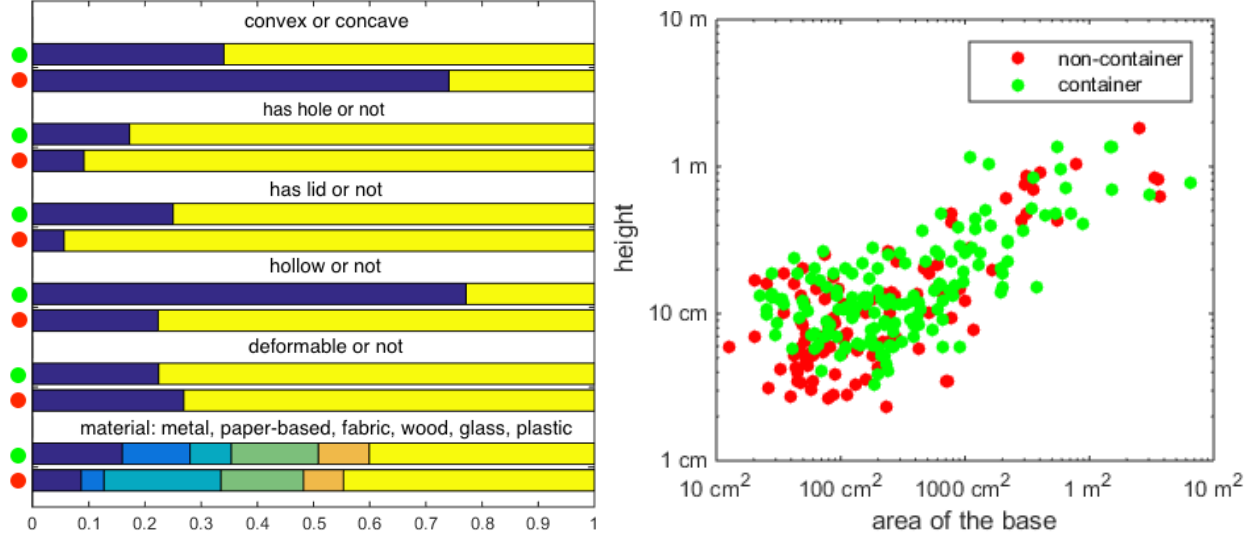 convex or concave
has hole or not
has lid or not
hollow or not
deformable or not
material: metal, paper-based, fabric, wood, glass, plastic
0 0.1 0.2 0.3 0.4 0.5 0.6 0.7 0.8 0.9 1
10 m
1 m
10 cm
1 cm
height
non-container
container
10 cm² 100 cm² 1000 cm² 1 m² 10 m²
area of the base